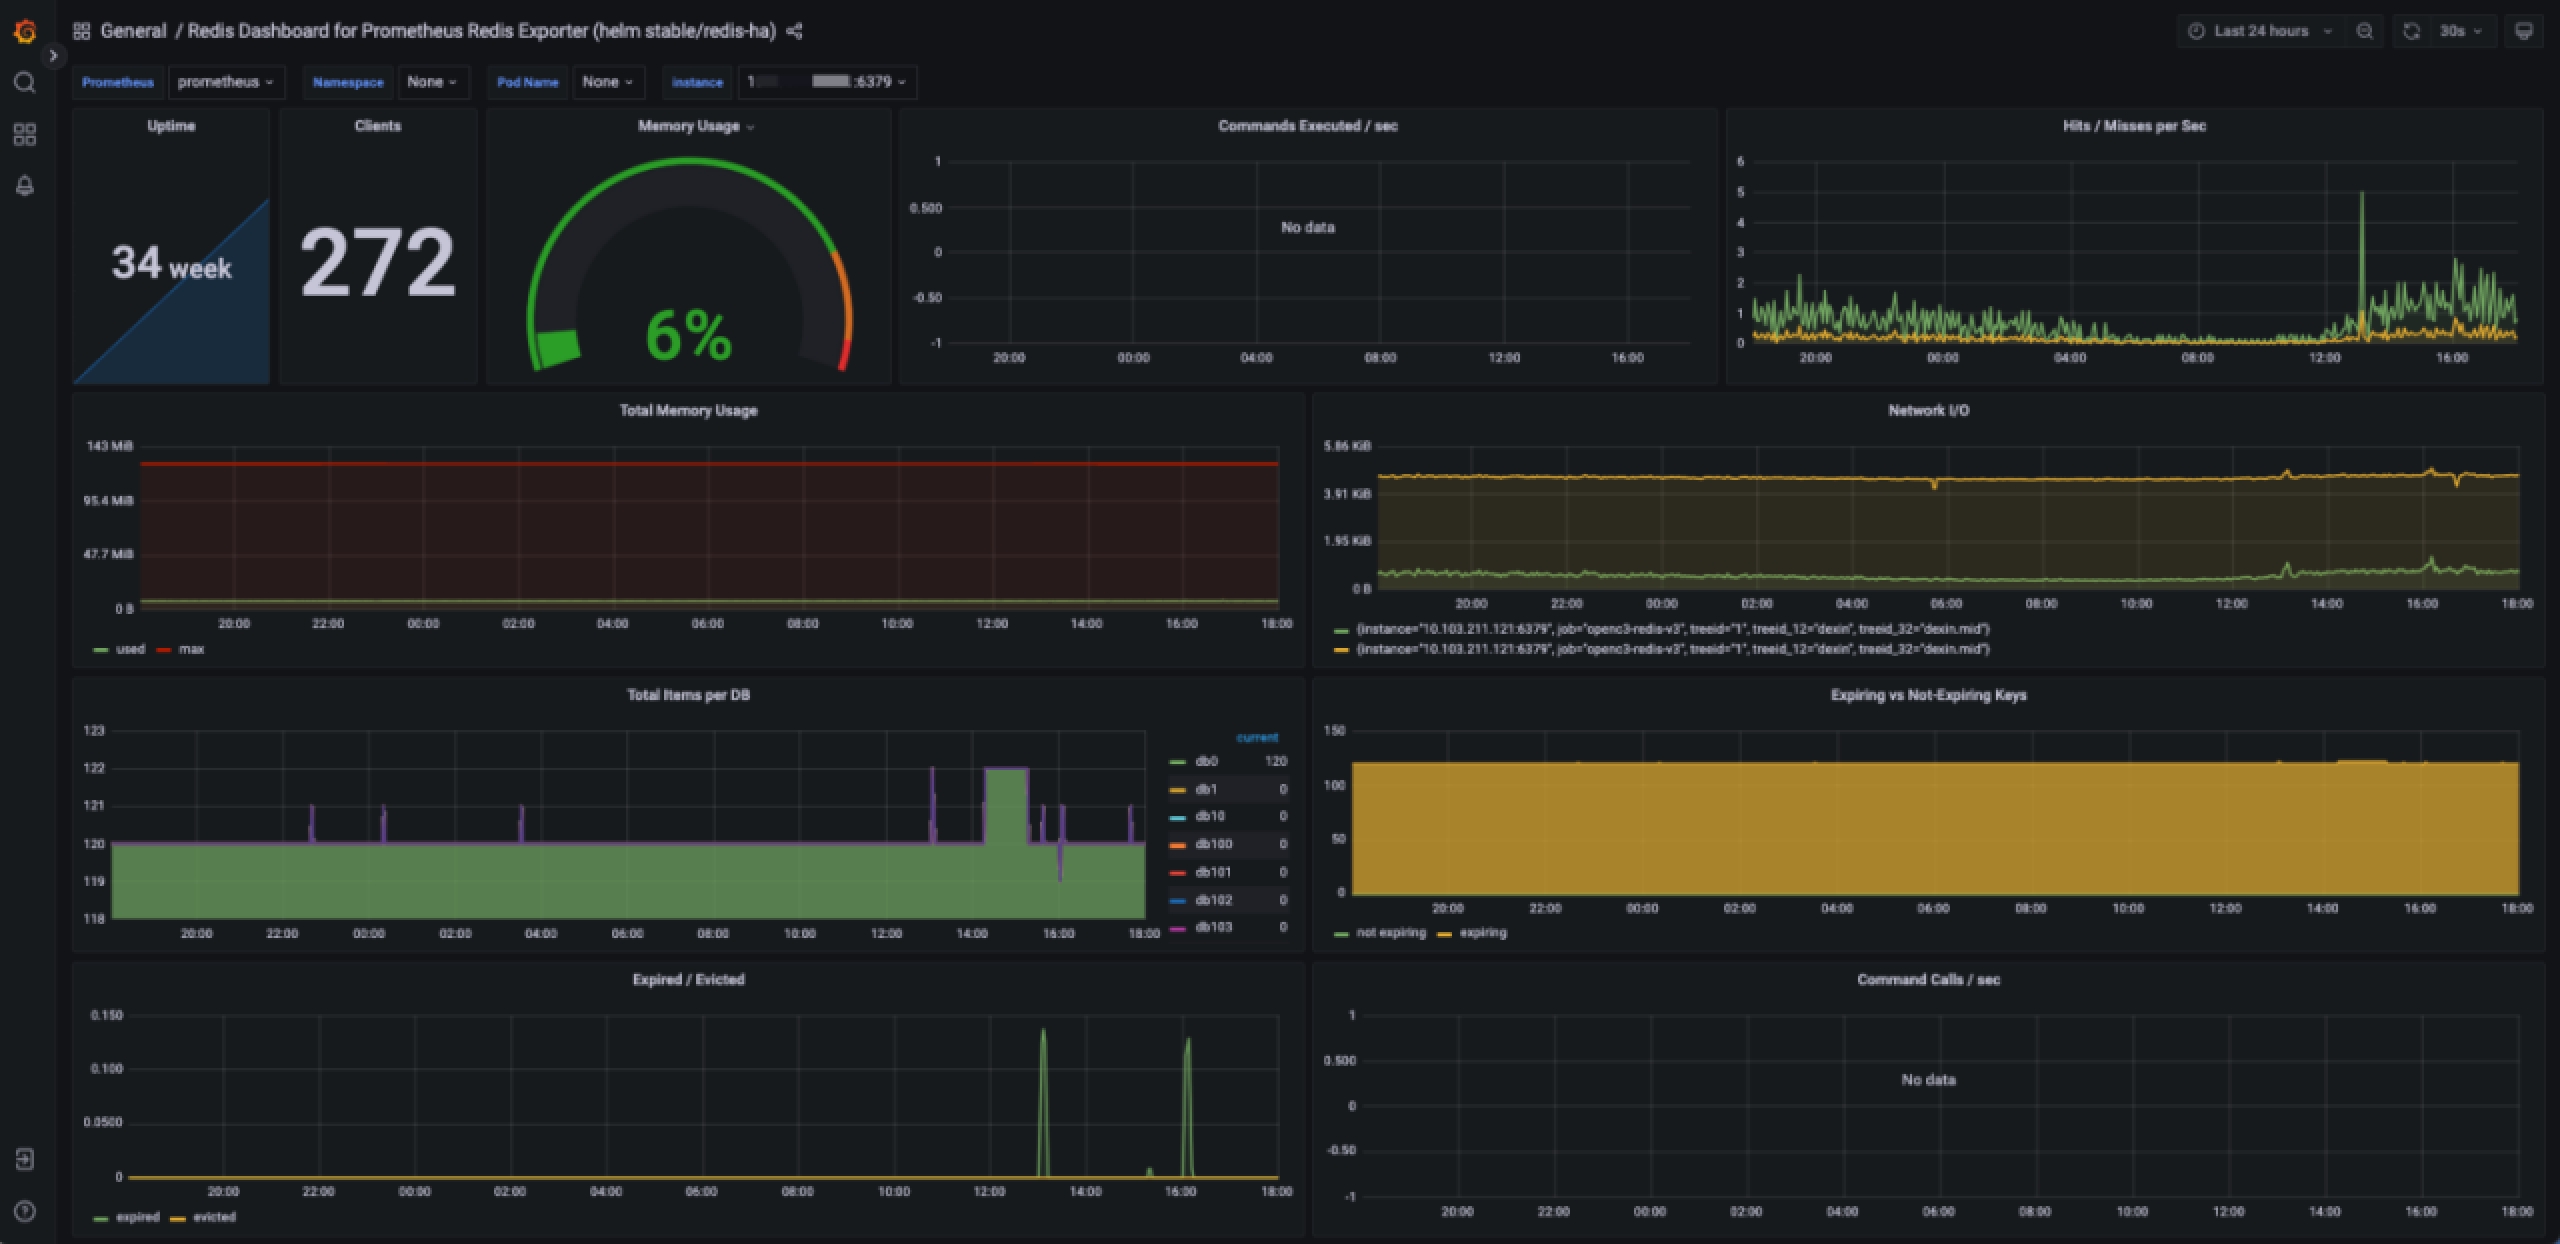 General / Redis Dashboard for Prometheus Redis Exporter (helm stable/redis-ha)
Last 24 hours
30s
Prometheus prometheus Namespace None Pod Name None instance 1 :6379
Uptime
34 week
Clients
272
Memory Usage
6%
Commands Executed / sec
1
0.500
0
-0.50
-1
No data
20:00 00:00 04:00 08:00 12:00 16:00
Hits / Misses per Sec
6
5
4
3
2
1
0
20:00 00:00 04:00 08:00 12:00 16:00
Total Memory Usage
143 MiB
95.4 MiB
47.7 MiB
0 B
20:00 22:00 00:00 02:00 04:00 06:00 08:00 10:00 12:00 14:00 16:00 18:00
used max
Network I/O
5.86 KiB
3.91 KiB
1.95 KiB
0 B
20:00 22:00 00:00 02:00 04:00 06:00 08:00 10:00 12:00 14:00 16:00 18:00
{instance="10.103.211.121:6379", job="openc3-redis-v3", treeid="1", treeid_12="dexin", treeid_32="dexin.mid"}
{instance="10.103.211.121:6379", job="openc3-redis-v3", treeid="1", treeid_12="dexin", treeid_32="dexin.mid"}
Total Items per DB
123
122
121
120
119
118
20:00 22:00 00:00 02:00 04:00 06:00 08:00 10:00 12:00 14:00 16:00 18:00
current
db0 120
db1 0
db10 0
db100 0
db101 0
db102 0
db103 0
Expiring vs Not-Expiring Keys
150
100
50
0
20:00 22:00 00:00 02:00 04:00 06:00 08:00 10:00 12:00 14:00 16:00 18:00
not expiring expiring
Expired / Evicted
0.150
0.100
0.0500
0
20:00 22:00 00:00 02:00 04:00 06:00 08:00 10:00 12:00 14:00 16:00 18:00
expired evicted
Command Calls / sec
1
0.500
0
-0.50
-1
No data
20:00 22:00 00:00 02:00 04:00 06:00 08:00 10:00 12:00 14:00 16:00 18:00